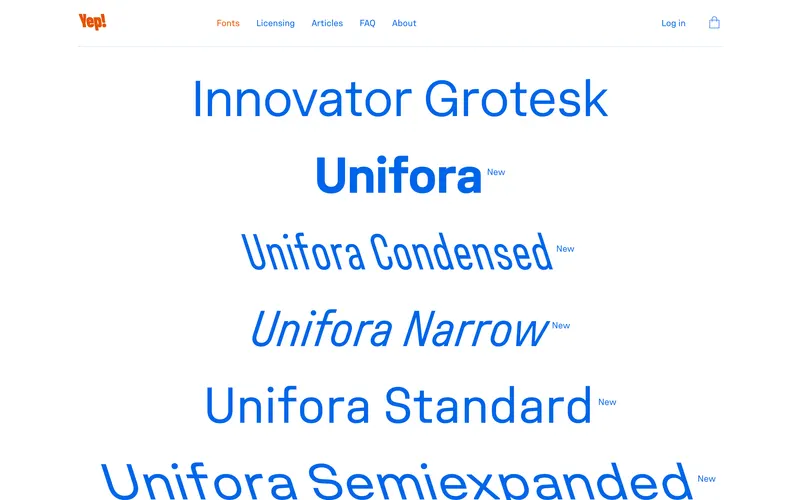 Yep! Fonts Licensing Articles FAQ About Log in
Innovator Grotesk
Unifora New
Unifora Condensed New
Unifora Narrow New
Unifora Standard New
Unifora Semiexpanded New